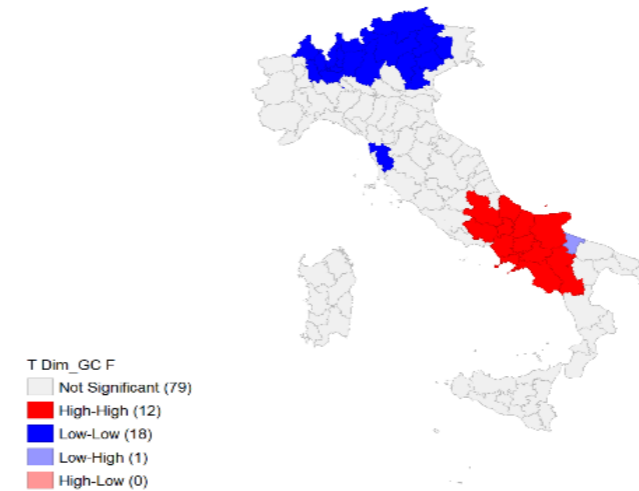 T Dim_GC F
Not Significant (79)
High-High (12)
Low-Low (18)
Low-High (1)
High-Low (0)